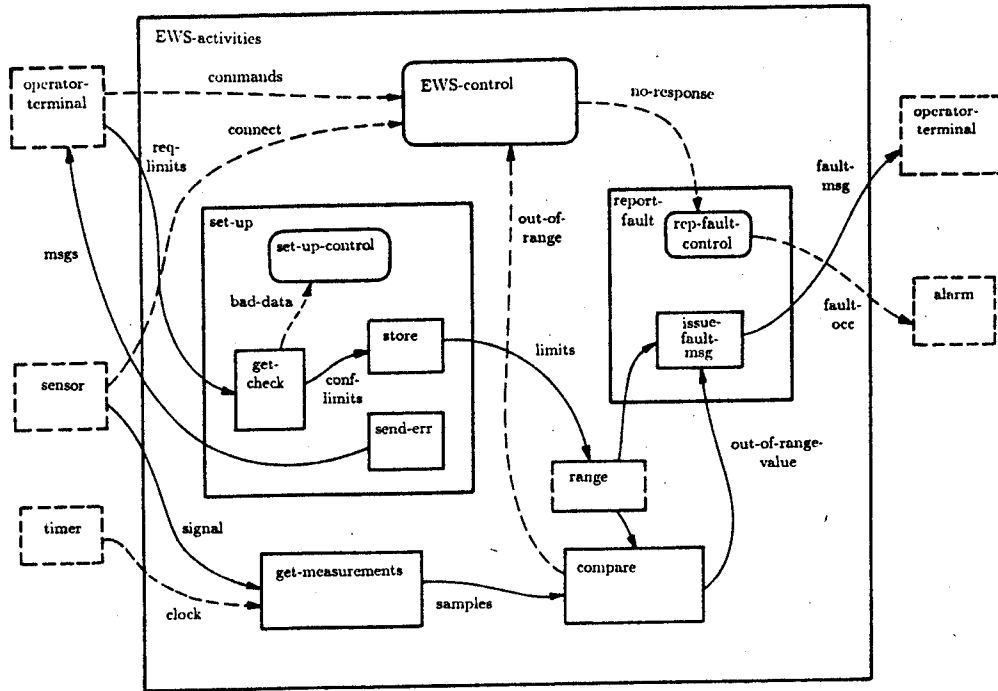 EWS-activities
operator-
terminal
commands
EWS-control
no-response
operator-
terminal
connect
req-
limits
fault-
msg
report-
fault
rep-fault-
control
set-up
out-of-
range
set-up-control
msgs
bad-data
fault-
occ
alarm
store
issue-
fault-
msg
limits
get-
check
conf-
limits
sensor
send-err
out-of-range-
value
range
timer
signal
get-measurements
compare
samples
clock